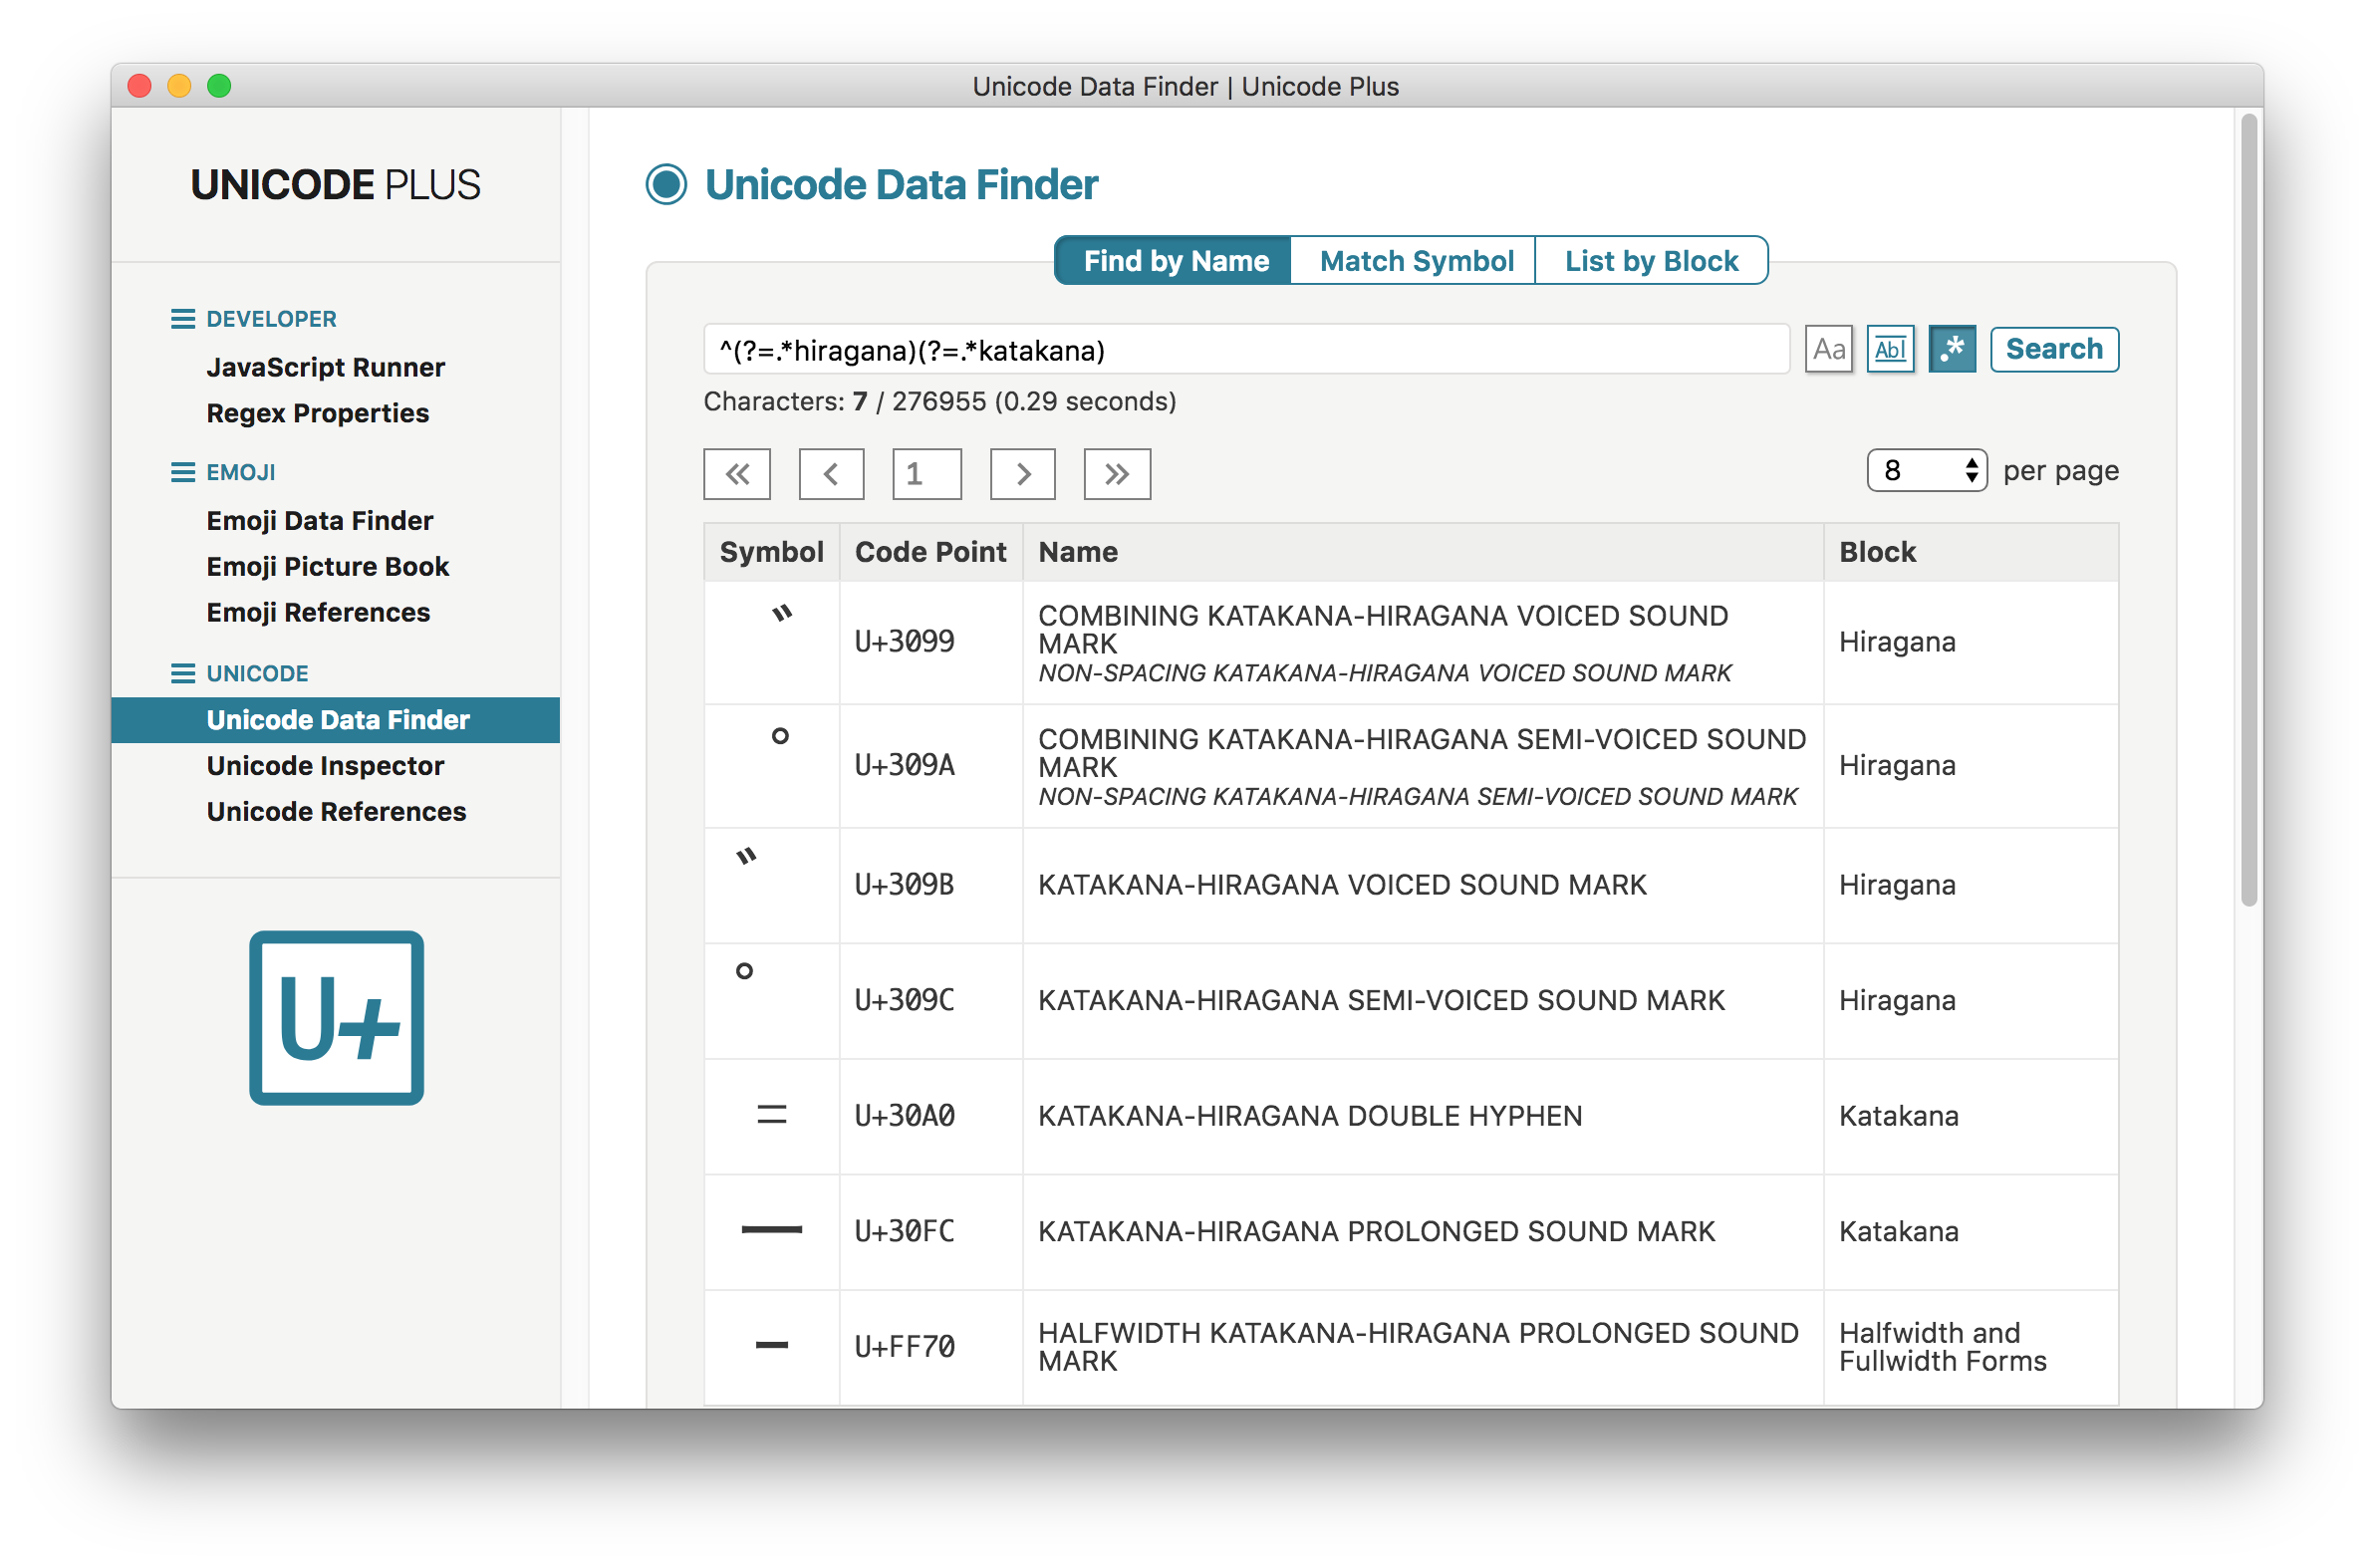 Unicode Data Finder | Unicode Plus
UNICODE PLUS
DEVELOPER
JavaScript Runner
Regex Properties
EMOJI
Emoji Data Finder
Emoji Picture Book
Emoji References
UNICODE
Unicode Data Finder
Unicode Inspector
Unicode References
U+
Unicode Data Finder
Find by Name Match Symbol List by Block
^(?=.*hiragana)(?=.*katakana) Aa Abl .* Search
Characters: 7 / 276955 (0.29 seconds)
« ‹ 1 › » 8 per page
Symbol Code Point Name Block
゙ U+3099 COMBINING KATAKANA-HIRAGANA VOICED SOUND
MARK
NON-SPACING KATAKANA-HIRAGANA VOICED SOUND MARK
Hiragana
゚ U+309A COMBINING KATAKANA-HIRAGANA SEMI-VOICED SOUND
MARK
NON-SPACING KATAKANA-HIRAGANA SEMI-VOICED SOUND MARK
Hiragana
゛ U+309B KATAKANA-HIRAGANA VOICED SOUND MARK Hiragana
゜ U+309C KATAKANA-HIRAGANA SEMI-VOICED SOUND MARK Hiragana
゠ U+30A0 KATAKANA-HIRAGANA DOUBLE HYPHEN Katakana
ー U+30FC KATAKANA-HIRAGANA PROLONGED SOUND MARK Katakana
ｰ U+FF70 HALFWIDTH KATAKANA-HIRAGANA PROLONGED SOUND
MARK
Halfwidth and
Fullwidth Forms